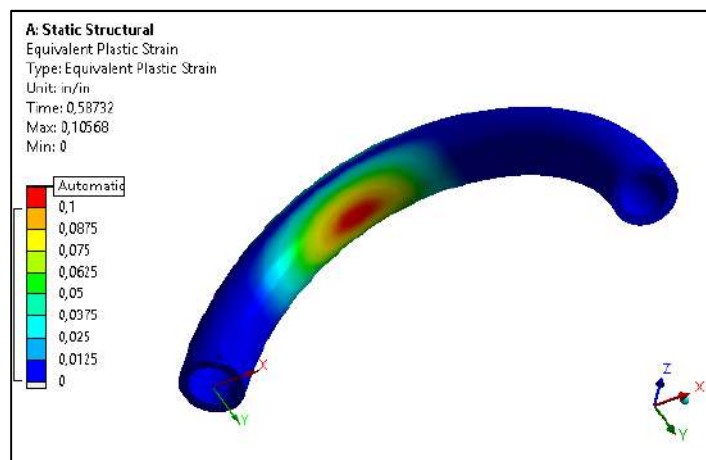 A: Static Structural
Equivalent Plastic Strain
Type: Equivalent Plastic Strain
Unit: in/in
Time: 0,58732
Max: 0,10568
Min: 0
Automatic
0,1
0,0875
0,075
0,0625
0,05
0,0375
0,025
0,0125
0
X
Y
Z
X
Y